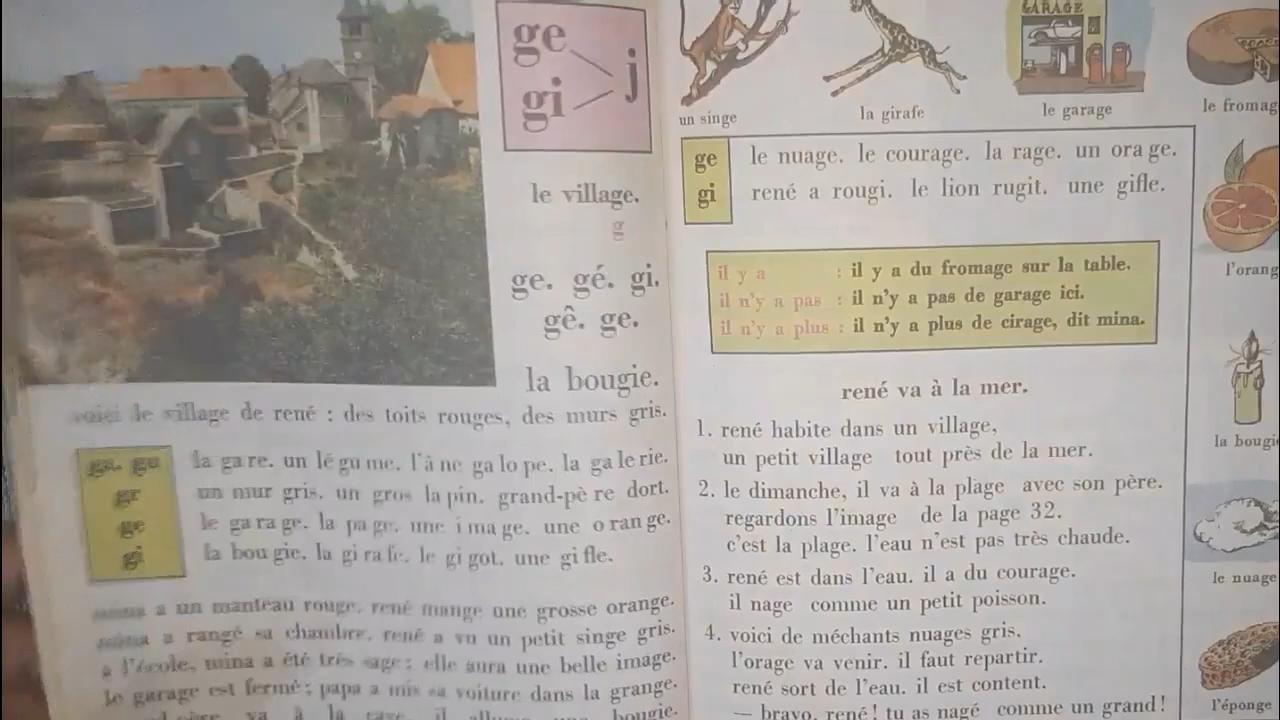 ge
gi
j
le village.
g
ge. gé. gi.
gê. ge.
la bougie.
voici le village de rené : des toits rouges, des murs gris.
ga. gu
gr
ge
gi
la ga re. un lé gu me. l'â ne ga lo pe. la ga le rie.
un mur gris. un gros la pin. grand-pè re dort.
le ga ra ge. la pa ge. une i ma ge. une o ran ge.
la bou gie. la gi ra fe. le gi got. une gi fle.
mina a un manteau rouge. rené mange une grosse orange.
mina a rangé sa chambre. rené a vu un petit singe gris.
à l'école, mina a été très sage : elle aura une belle image.
le garage est fermé ; papa a mis sa voiture dans la grange.
va à la cave, il allume une bougie.
GARAGE
un singe
la girafe
le garage
le fromag
ge
gi
le nuage. le courage. la rage. un ora ge.
rené a rougi. le lion rugit. une gifle.
il y a : il y a du fromage sur la table.
il n'y a pas : il n'y a pas de garage ici.
il n'y a plus : il n'y a plus de cirage, dit mina.
rené va à la mer.
1. rené habite dans un village,
un petit village tout près de la mer.
2. le dimanche, il va à la plage avec son père.
regardons l'image de la page 32.
c'est la plage. l'eau n'est pas très chaude.
3. rené est dans l'eau. il a du courage.
il nage comme un petit poisson.
4. voici de méchants nuages gris.
l'orage va venir. il faut repartir.
rené sort de l'eau. il est content.
— bravo, rené ! tu as nagé comme un grand !
l'orang
la bougi
le nuage
l'éponge